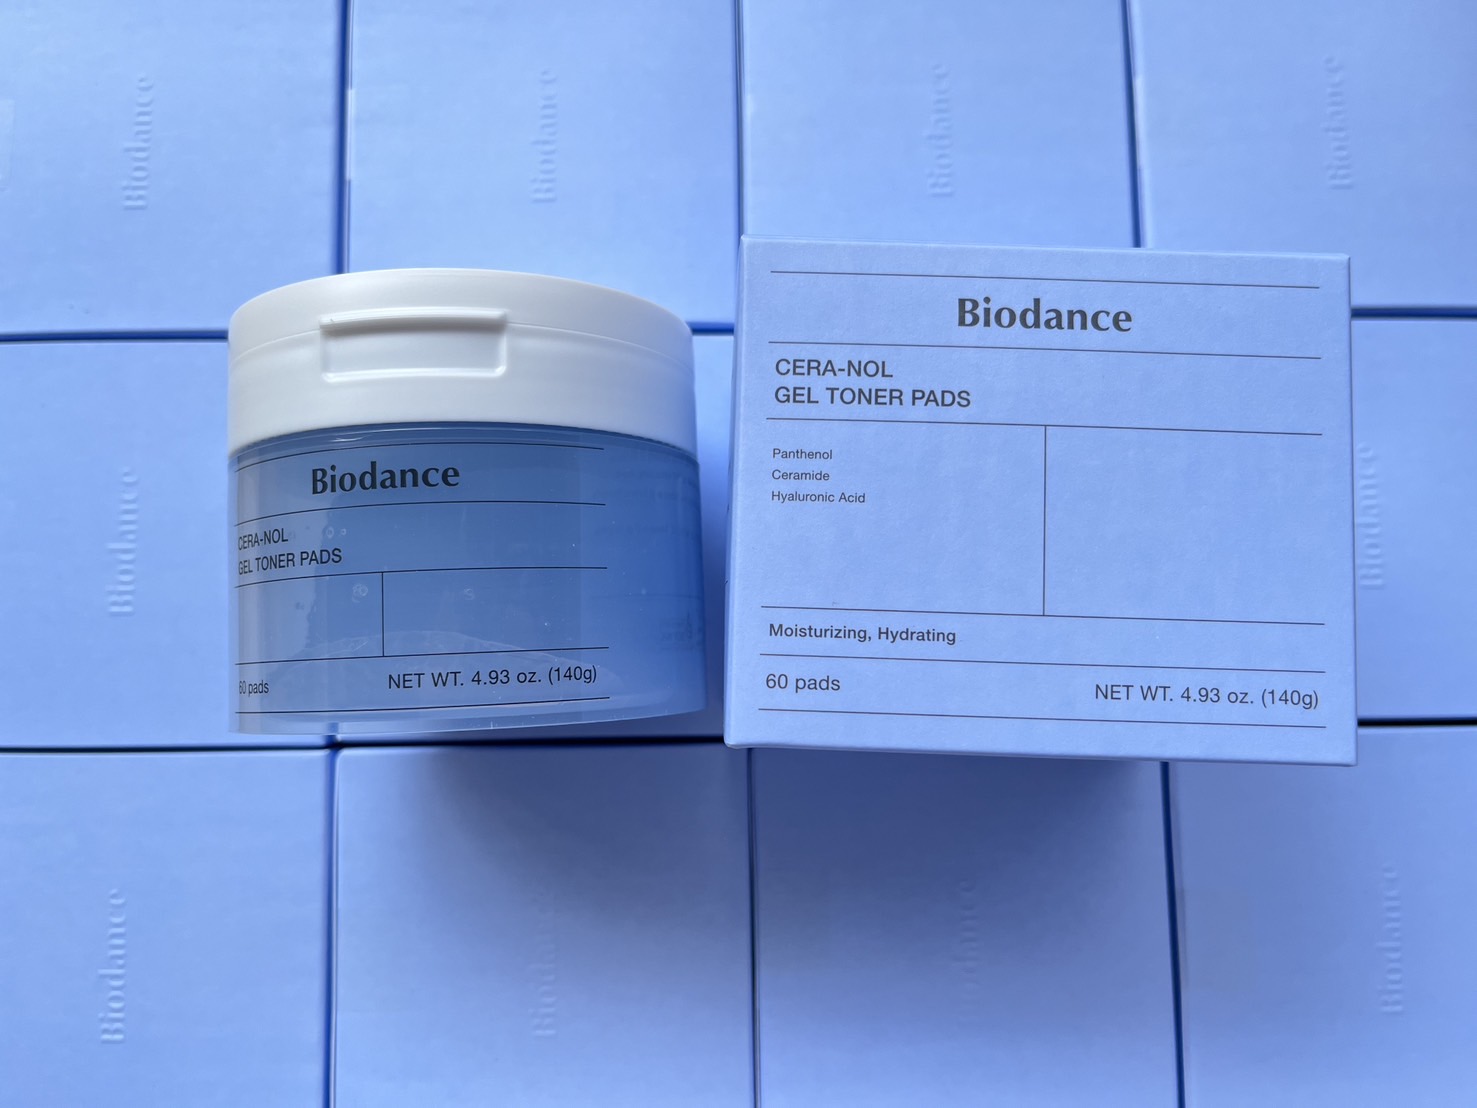 Biodance
Biodance
Biodance
Biodance
Biodance
CERA-NOL
GEL TONER PADS
60 pads
NET WT. 4.93 oz. (140g)
Biodance
CERA-NOL
GEL TONER PADS
Panthenol
Ceramide
Hyaluronic Acid
Moisturizing, Hydrating
60 pads
NET WT. 4.93 oz. (140g)
Biodance
Biodance
Biodance
Biodance
Biodance
Biodance